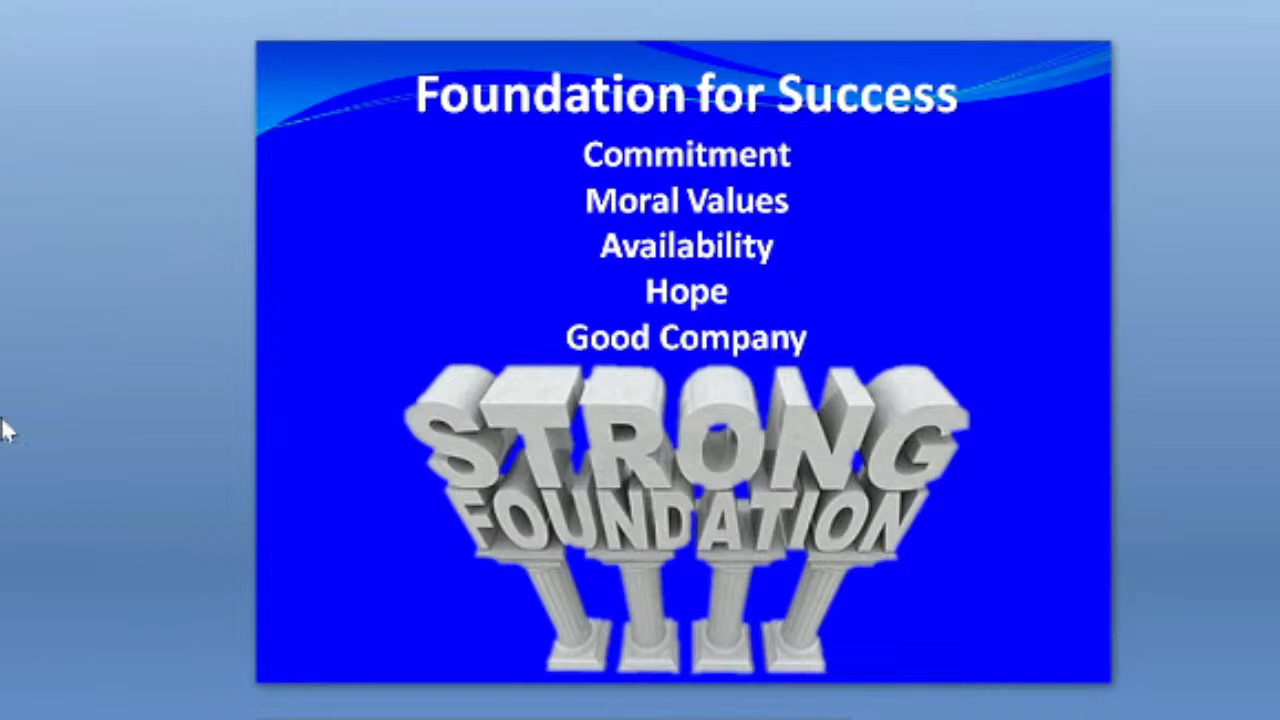 Foundation for Success
Commitment
Moral Values
Availability
Hope
Good Company
STRONG
FOUNDATION